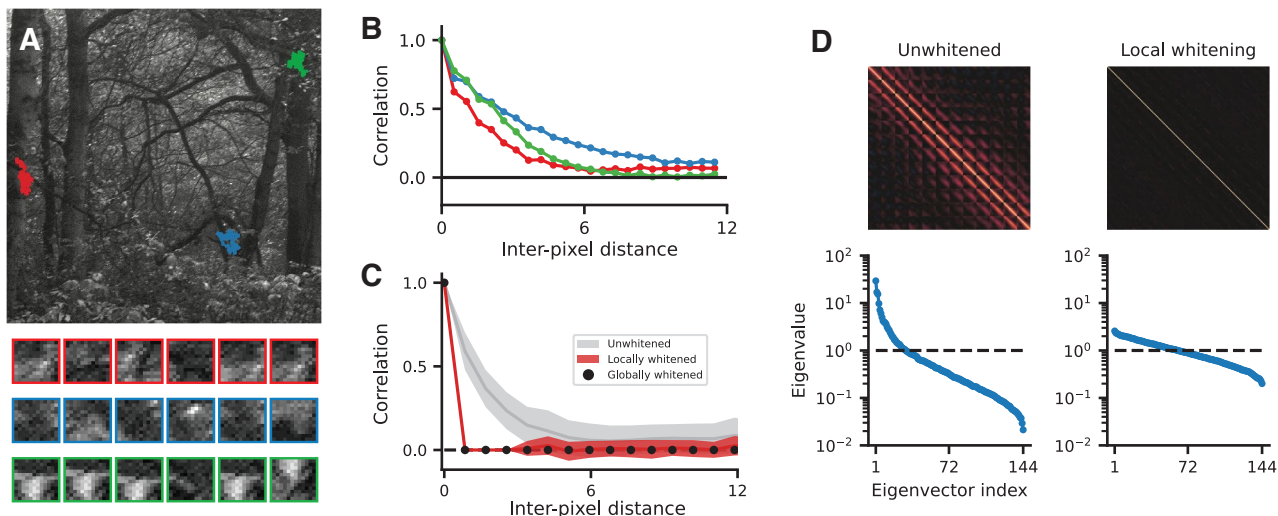 A
B
1.0
0.5
0.0
Correlation
0
6
12
Inter-pixel distance
C
1.0
0.5
0.0
Correlation
Unwhitened
Locally whitened
Globally whitened
0
6
12
Inter-pixel distance
D
Unwhitened
Local whitening
10²
10¹
10⁰
10⁻¹
10⁻²
Eigenvalue
1
72
144
Eigenvector index
10²
10¹
10⁰
10⁻¹
10⁻²
1
72
144